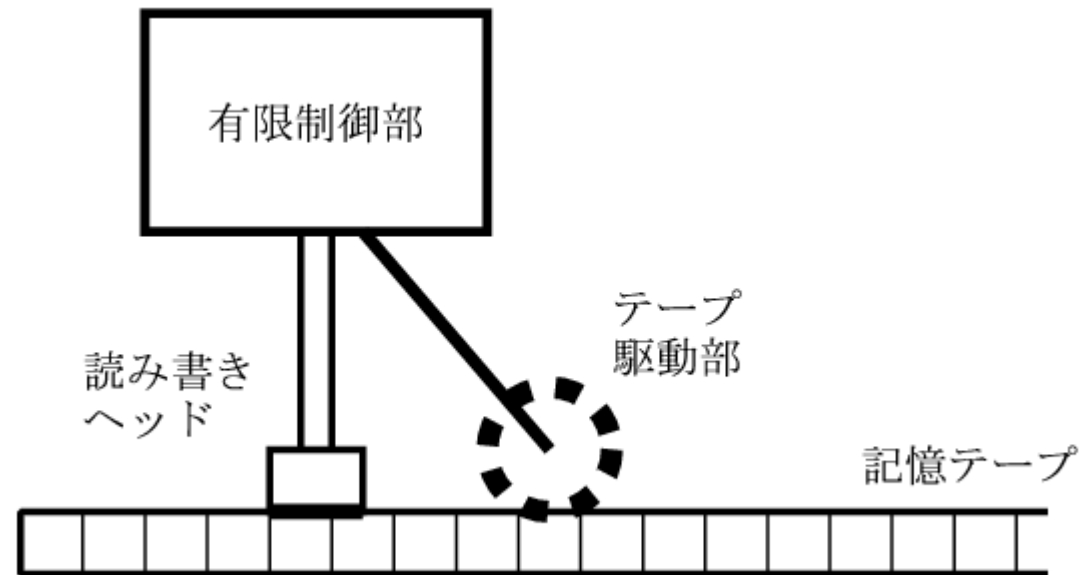 有限制御部
テープ
駆動部
読み書き
ヘッド
記憶テープ